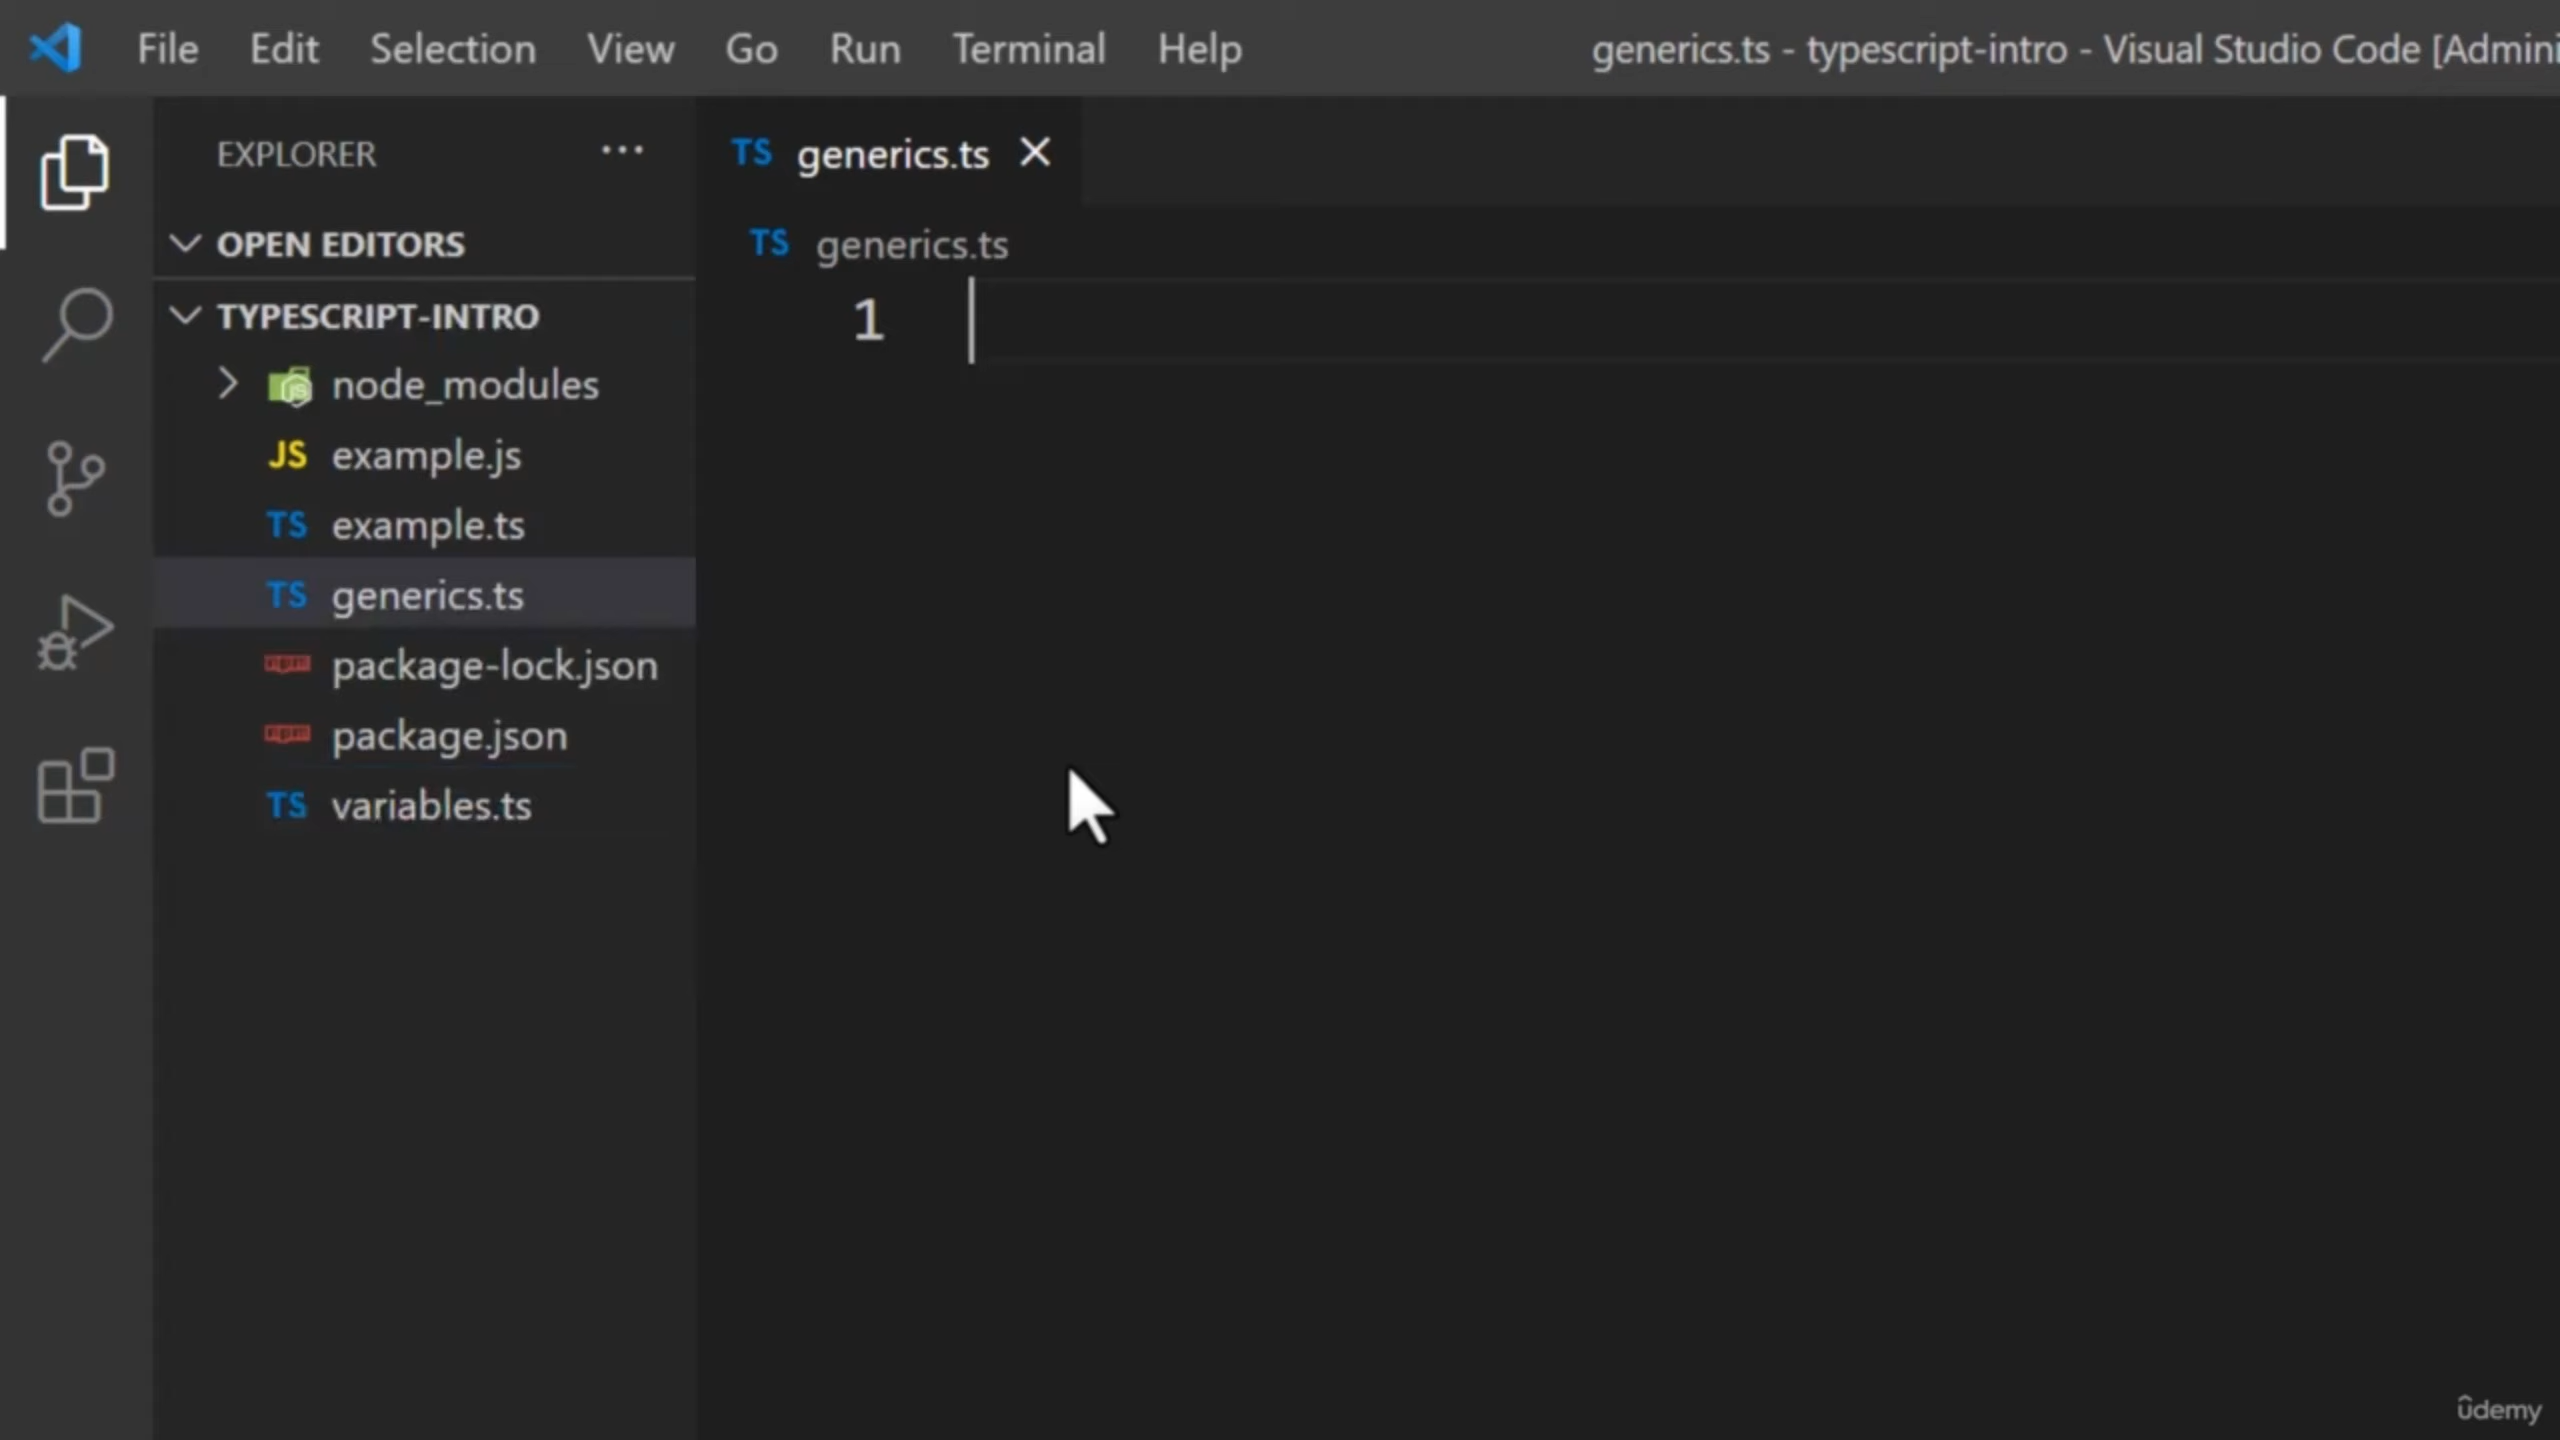 File Edit Selection View Go Run Terminal Help generics.ts - typescript-intro - Visual Studio Code [Admini
EXPLORER ···
TS generics.ts ×
OPEN EDITORS
TS generics.ts
TYPESCRIPT-INTRO
1
node_modules
JS example.js
TS example.ts
TS generics.ts
npm package-lock.json
npm package.json
TS variables.ts
ûdemy